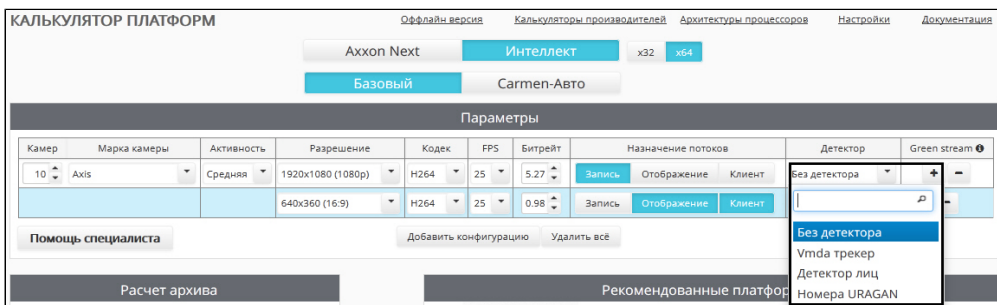 КАЛЬКУЛЯТОР ПЛАТФОРМ Оффлайн версия Калькуляторы производителей Архитектуры процессоров Настройки Документация
Axxon Next Интеллект x32 x64
Базовый Carmen-Авто
Параметры
Камер Марка камеры Активность Разрешение Кодек FPS Битрейт Назначение потоков Детектор Green stream
10 Axis Средняя 1920x1080 (1080p) H264 25 5.27 Запись Отображение Клиент Без детектора + −
640x360 (16:9) H264 25 0.98 Запись Отображение Клиент −
Помощь специалиста Добавить конфигурацию Удалить всё
Без детектора
Vmda трекер
Детектор лиц
Номера URAGAN
Расчет архива Рекомендованные платфор